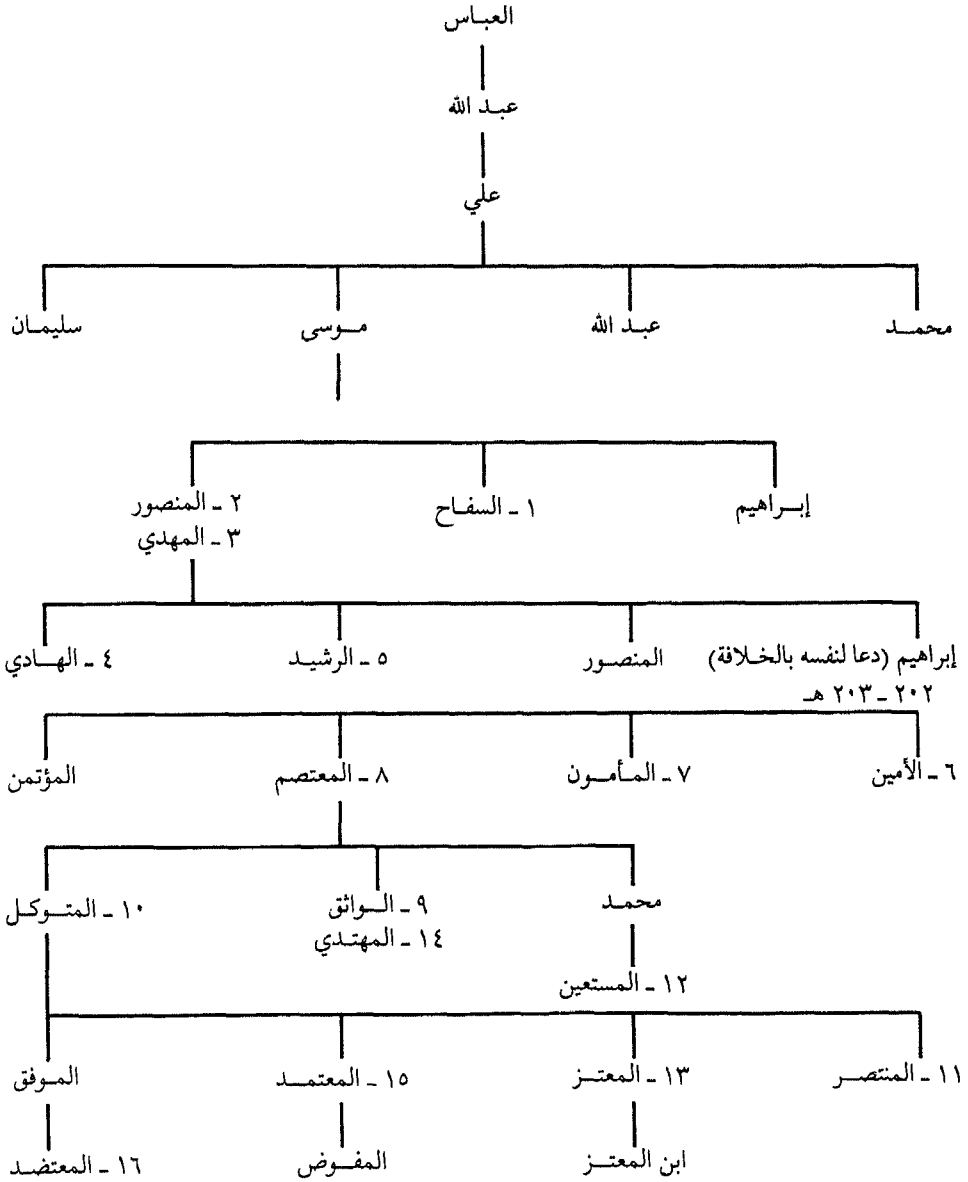 العباس
عبد الله
علي
محمد
عبد الله
موسى
سليمان
إبراهيم
١ - السفاح
٢ - المنصور
٣ - المهدي
إبراهيم (دعا لنفسه بالخلافة)
٢٠٢ - ٢٠٣ هـ
المنصور
٥ - الرشيد
٤ - الهادي
٦ - الأمين
٧ - المأمون
٨ - المعتصم
المؤتمن
محمد
٩ - الواثق
١٠ - المتوكل
١٤ - المهتدي
١٢ - المستعين
١١ - المنتصر
١٣ - المعتز
١٥ - المعتمد
الموفق
ابن المعتز
المفوض
١٦ - المعتضد